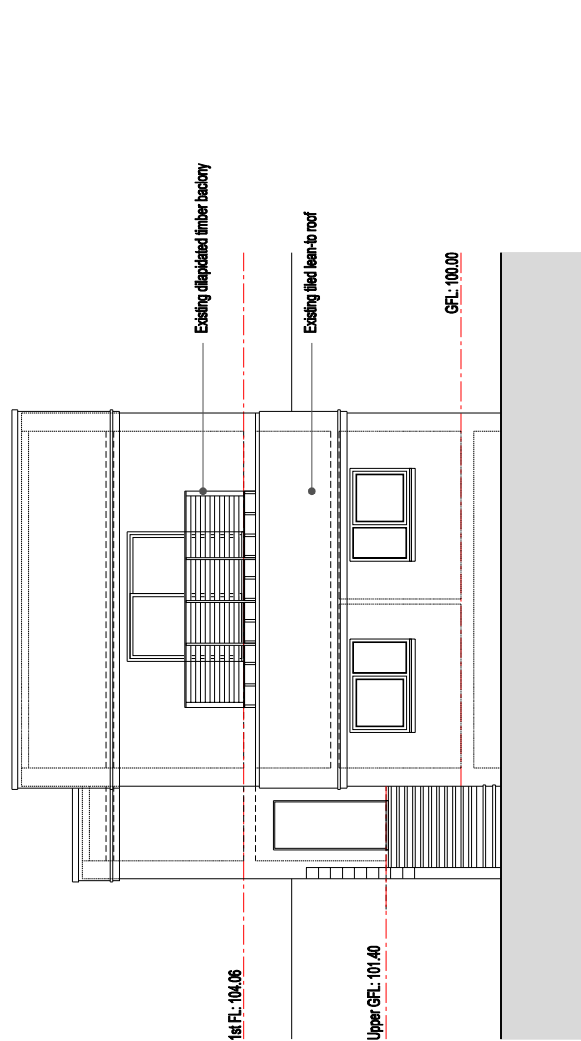 Existing dilapidated timber baclony
Existing tiled lean-to roof
GFL: 100.00
1st FL: 104.06
Upper GFL: 101.40